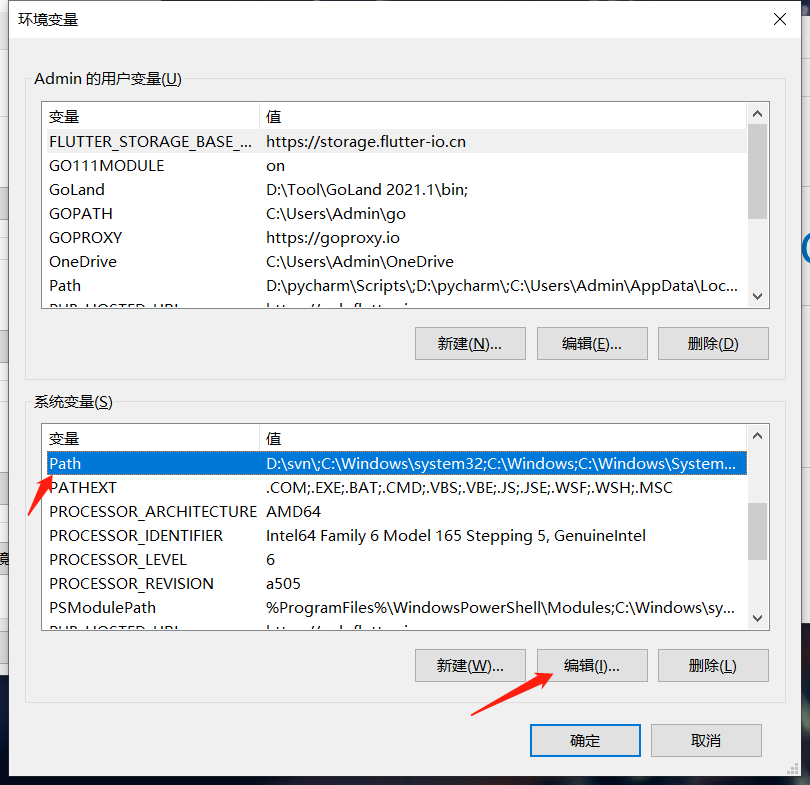 环境变量
Admin 的用户变量(U)
变量 值
FLUTTER_STORAGE_BASE_... https://storage.flutter-io.cn
GO111MODULE on
GoLand D:\Tool\GoLand 2021.1\bin;
GOPATH C:\Users\Admin\go
GOPROXY https://goproxy.io
OneDrive C:\Users\Admin\OneDrive
Path D:\pycharm\Scripts\;D:\pycharm\;C:\Users\Admin\AppData\Loc...
新建(N)... 编辑(E)... 删除(D)
系统变量(S)
变量 值
Path D:\svn\;C:\Windows\system32;C:\Windows;C:\Windows\System...
PATHEXT .COM;.EXE;.BAT;.CMD;.VBS;.VBE;.JS;.JSE;.WSF;.WSH;.MSC
PROCESSOR_ARCHITECTURE AMD64
PROCESSOR_IDENTIFIER Intel64 Family 6 Model 165 Stepping 5, GenuineIntel
PROCESSOR_LEVEL 6
PROCESSOR_REVISION a505
PSModulePath %ProgramFiles%\WindowsPowerShell\Modules;C:\Windows\sy...
新建(W)... 编辑(I)... 删除(L)
确定 取消